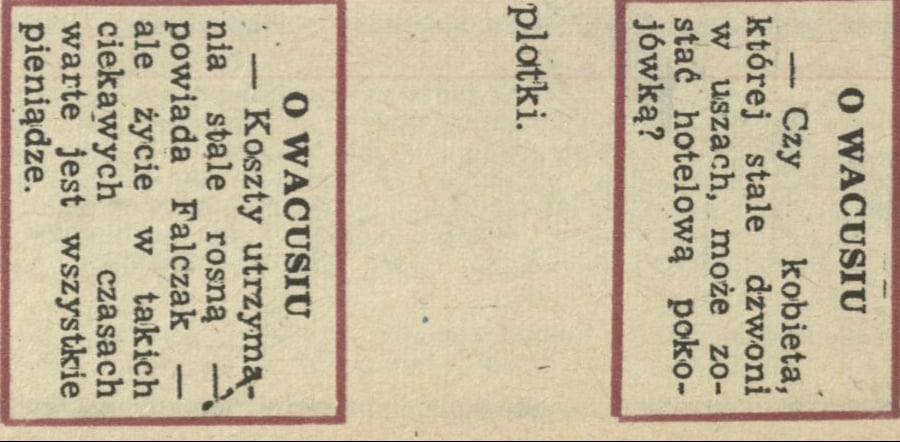 O WACUSIU
— Czy kobieta,
której stale dzwoni
w uszach, może zo-
stać hotelową poko-
jówką?
plotki.
O WACUSIU
— Koszty utrzyma-
nia stale rosną —
powiada Falczak —
ale życie w takich
ciekawych czasach
warte jest wszystkie
pieniądze.